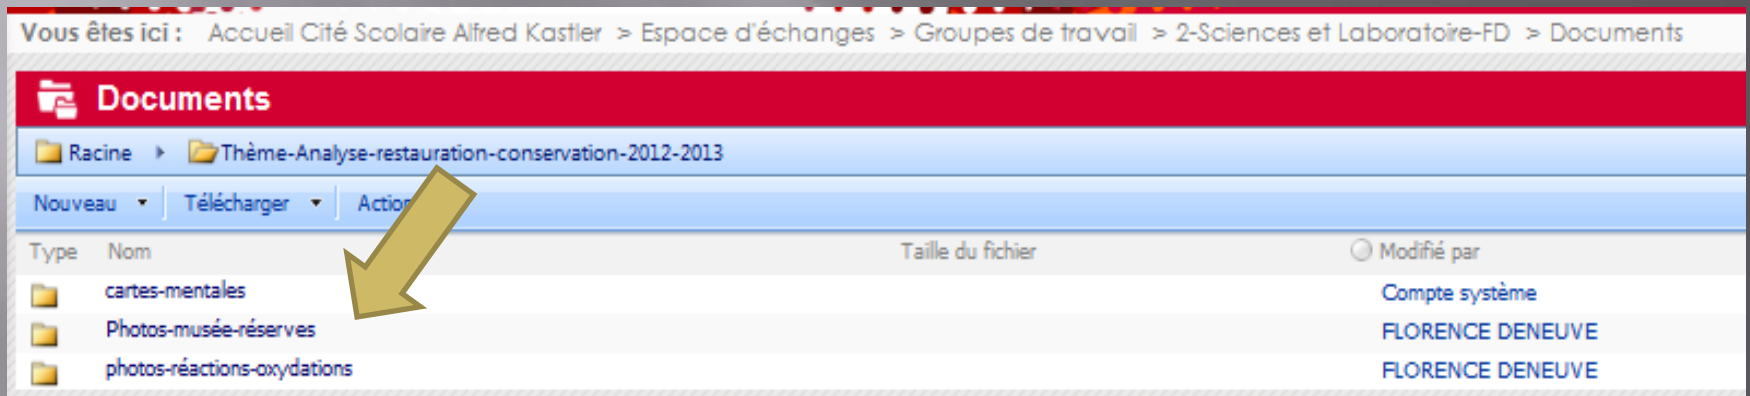 Vous êtes ici : Accueil Cité Scolaire Alfred Kastler > Espace d'échanges > Groupes de travail > 2-Sciences et Laboratoire-FD > Documents
Documents
Racine Thème-Analyse-restauration-conservation-2012-2013
Nouveau Télécharger Action
Type Nom Taille du fichier Modifié par
cartes-mentales Compte système
Photos-musée-réserves FLORENCE DENEUVE
photos-réactions-oxydations FLORENCE DENEUVE